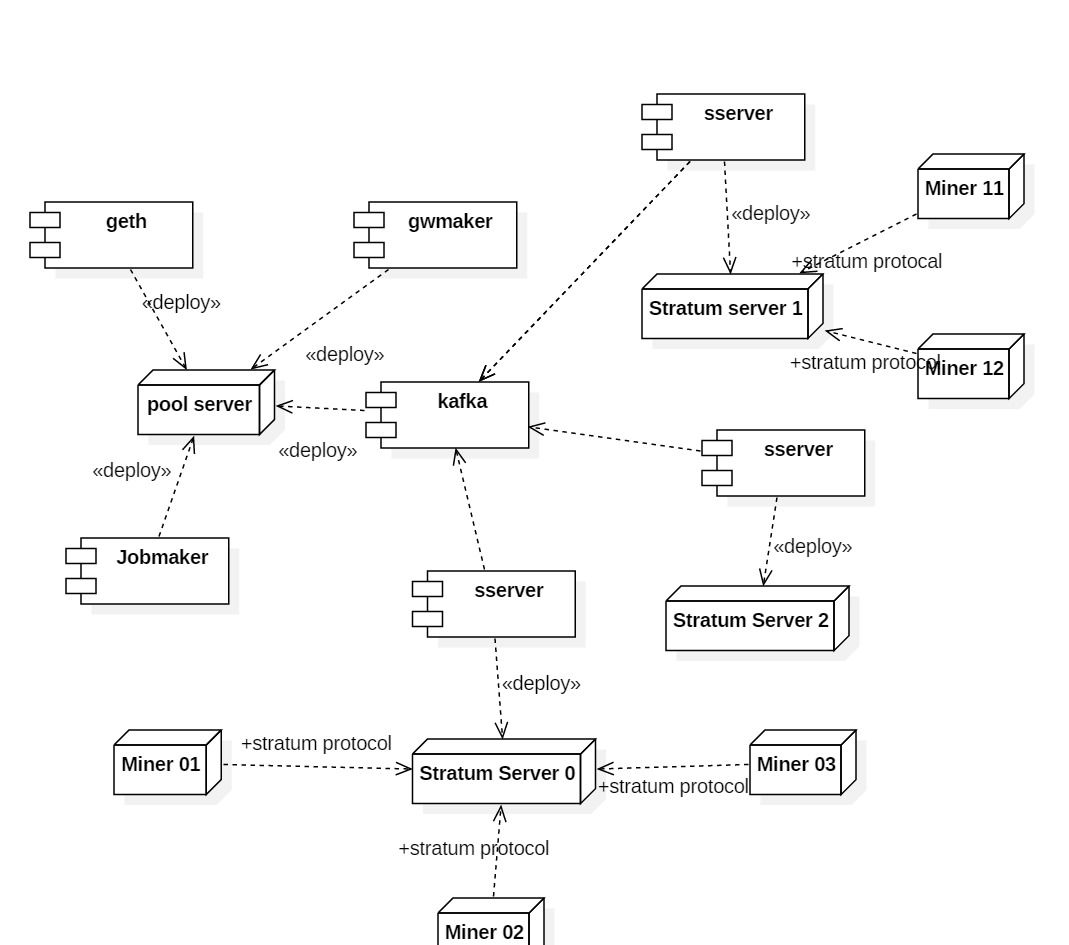 sserver
Miner 11
geth
gwmaker
«deploy»
+stratum protocal
«deploy»
Stratum server 1
«deploy»
+stratum protocol
Miner 12
pool server
kafka
«deploy»
sserver
«deploy»
Jobmaker
«deploy»
sserver
Stratum Server 2
«deploy»
+stratum protocol
Miner 01
Stratum Server 0
Miner 03
+stratum protocol
+stratum protocol
Miner 02